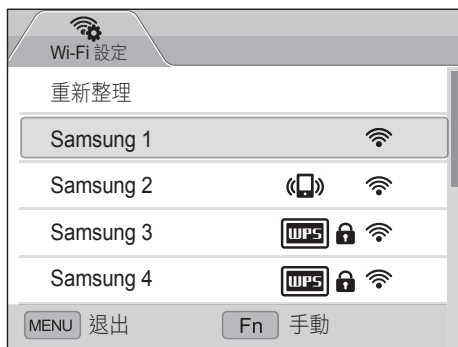 Wi-Fi 設定
重新整理
Samsung 1
Samsung 2
Samsung 3 WPS
Samsung 4 WPS
MENU 退出 Fn 手動